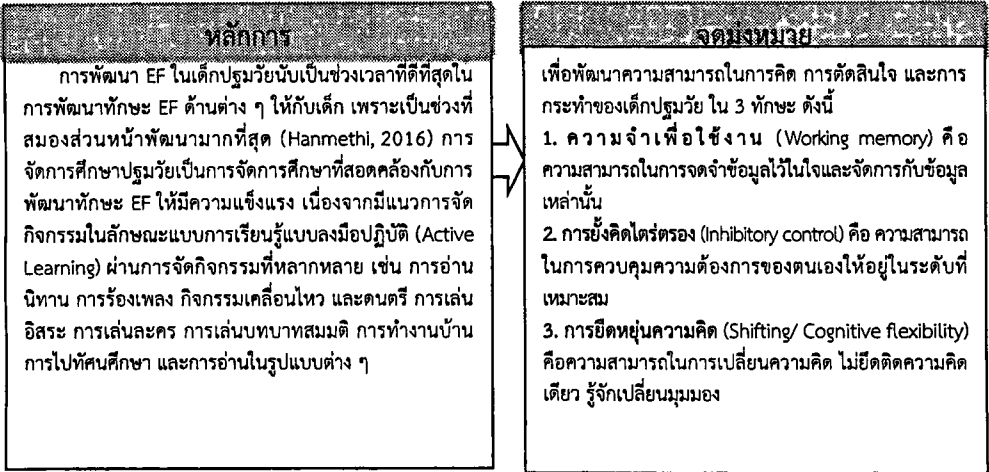 หลักการ
การพัฒนา EF ในเด็กปฐมวัยนับเป็นช่วงเวลาที่ดีที่สุดใน
การพัฒนาทักษะ EF ด้านต่าง ๆ ให้กับเด็ก เพราะเป็นช่วงที่
สมองส่วนหน้าพัฒนามากที่สุด (Hanmethi, 2016) การ
จัดการศึกษาปฐมวัยเป็นการจัดการศึกษาที่สอดคล้องกับการ
พัฒนาทักษะ EF ให้มีความแข็งแรง เนื่องจากมีแนวการจัด
กิจกรรมในลักษณะแบบการเรียนรู้แบบลงมือปฏิบัติ (Active
Learning) ผ่านการจัดกิจกรรมที่หลากหลาย เช่น การอ่าน
นิทาน การร้องเพลง กิจกรรมเคลื่อนไหว และดนตรี การเล่น
อิสระ การเล่นละคร การเล่นบทบาทสมมติ การทำงานบ้าน
การไปทัศนศึกษา และการอ่านในรูปแบบต่าง ๆ
จุดมุ่งหมาย
เพื่อพัฒนาความสามารถในการคิด การตัดสินใจ และการ
กระทำของเด็กปฐมวัย ใน 3 ทักษะ ดังนี้
1. ความจำเพื่อใช้งาน (Working memory) คือ
ความสามารถในการจดจำข้อมูลไว้ในใจและจัดการกับข้อมูล
เหล่านั้น
2. การยั้งคิดไตร่ตรอง (Inhibitory control) คือ ความสามารถ
ในการควบคุมความต้องการของตนเองให้อยู่ในระดับที่
เหมาะสม
3. การยืดหยุ่นความคิด (Shifting/ Cognitive flexibility)
คือความสามารถในการเปลี่ยนความคิด ไม่ยึดติดความคิด
เดียว รู้จักเปลี่ยนมุมมอง